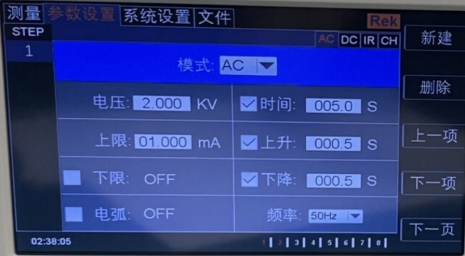 测量 参数设置 系统设置 文件 Rek
STEP AC DC IR CH 新建
1 模式: AC
删除
电压: 2.000 KV 时间: 005.0 S
上限: 01.000 mA 上升: 000.5 S 上一项
下限: OFF 下降: 000.5 S 下一项
电弧: OFF 频率: 50Hz
下一页
02:38:05 1 2 3 4 5 6 7 8